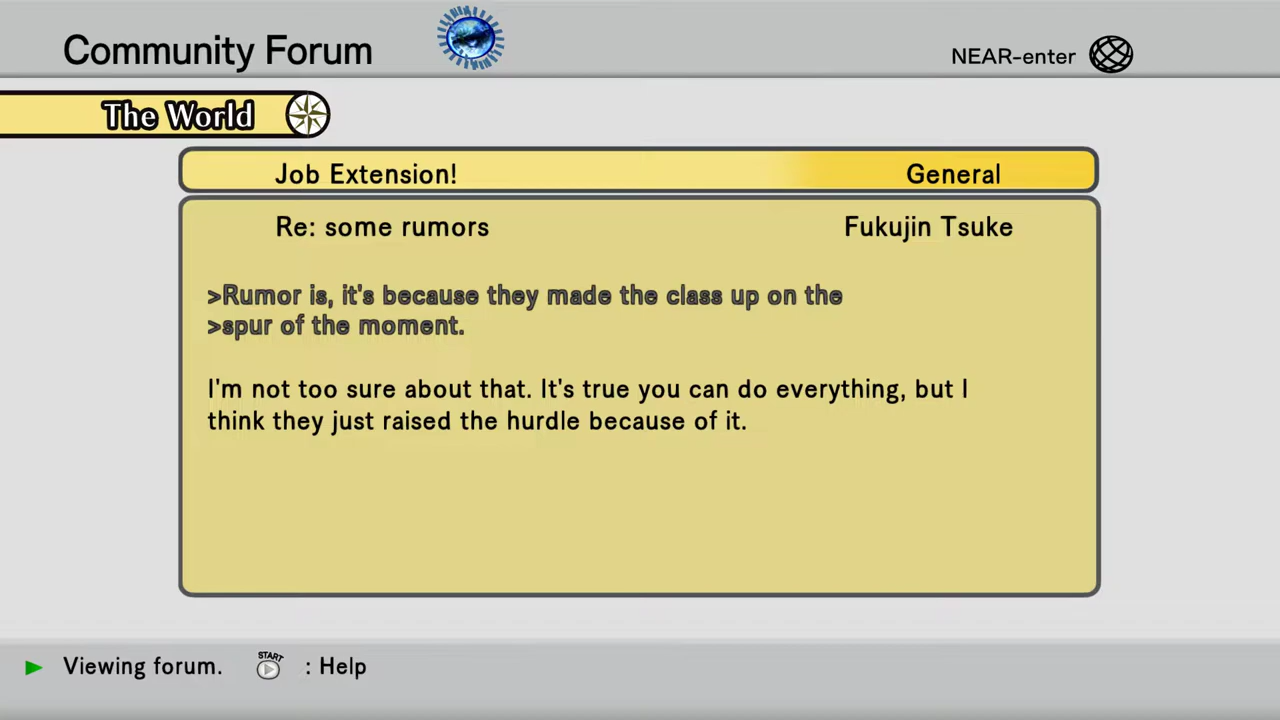 Community Forum
NEAR-enter
The World
Job Extension!
General
Re: some rumors
Fukujin Tsuke
>Rumor is, it's because they made the class up on the
>spur of the moment.
I'm not too sure about that. It's true you can do everything, but I
think they just raised the hurdle because of it.
Viewing forum.
START
: Help